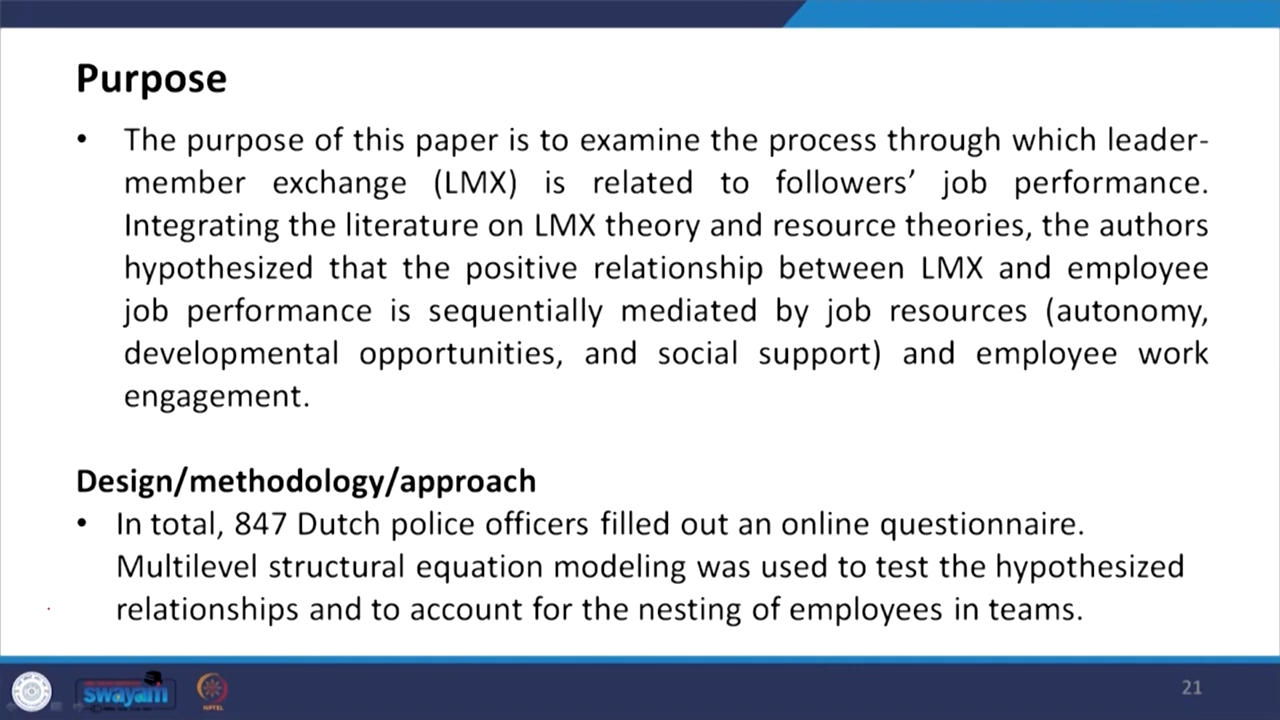 Purpose
• The purpose of this paper is to examine the process through which leader-
member exchange (LMX) is related to followers’ job performance.
Integrating the literature on LMX theory and resource theories, the authors
hypothesized that the positive relationship between LMX and employee
job performance is sequentially mediated by job resources (autonomy,
developmental opportunities, and social support) and employee work
engagement.
Design/methodology/approach
• In total, 847 Dutch police officers filled out an online questionnaire.
Multilevel structural equation modeling was used to test the hypothesized
relationships and to account for the nesting of employees in teams.
swayam
NPTEL
21